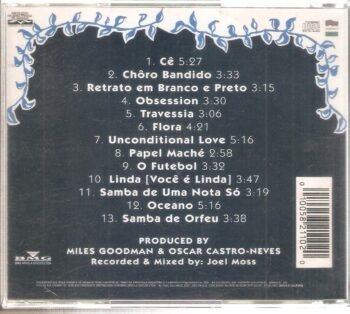 1. Cê 5:27
2. Chôro Bandido 3:33
3. Retrato em Branco e Preto 3:15
4. Obsession 3:30
5. Travessia 3:31
6. Flora 4:21
7. Unconditional Love 5:16
8. Papel Maché 2:58
9. O Futebol 3:32
10. Linda [Você é Linda] 3:47
11. Samba de Uma Nota Só 3:19
12. Oceano 5:16
13. Samba de Orfeu 3:38
PRODUCED BY
MILES GOODMAN & OSCAR CASTRO-NEVES
Recorded & Mixed by: Joel Moss
BMG